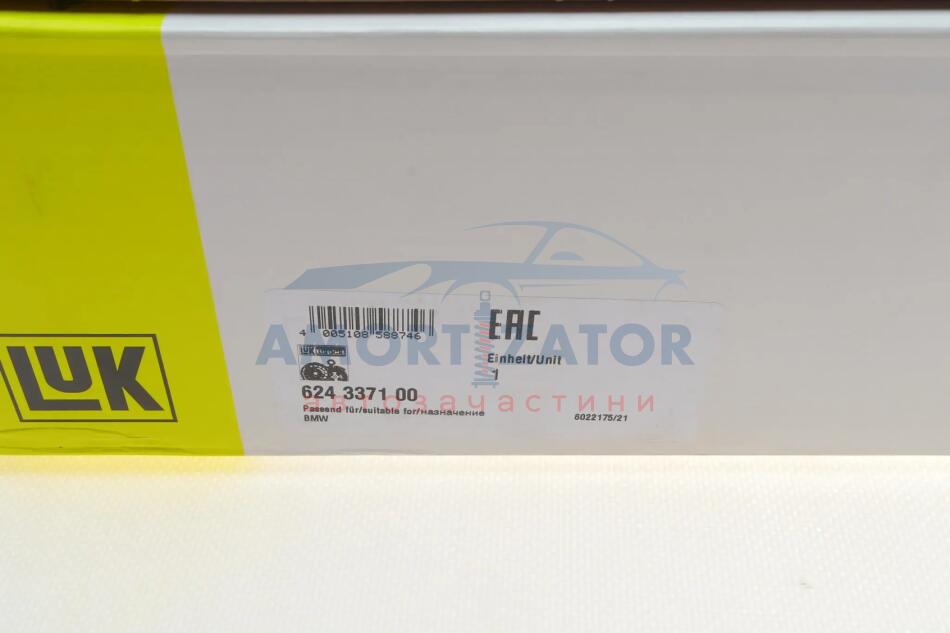 LUK
4 005108 588746
EAC
AMORTIZATOR
LUK
Einheit/Unit
1
624 3371 00
автозапчастини
Passend für/suitable for/назначение
BMW
6022175/21